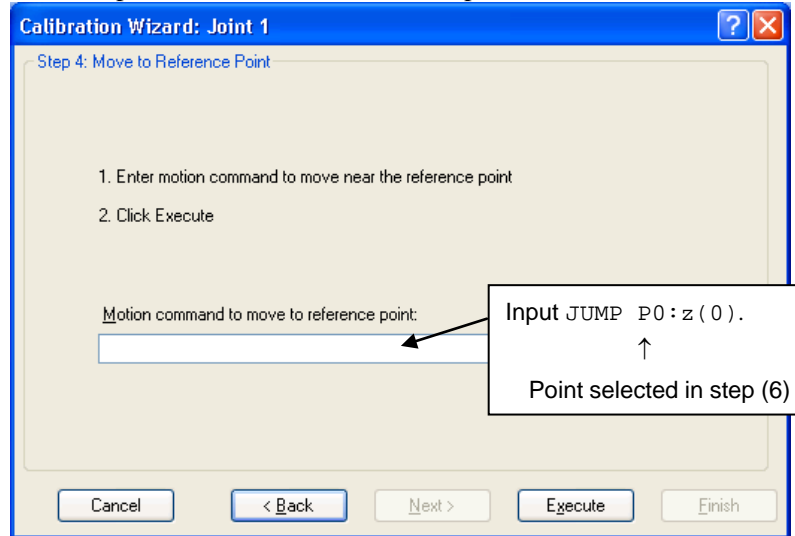 Calibration Wizard: Joint 1
Step 4: Move to Reference Point
1. Enter motion command to move near the reference point
2. Click Execute
Motion command to move to reference point:
Input JUMP P0:z(0).
↑
Point selected in step (6)
Cancel
< Back
Next >
Execute
Finish